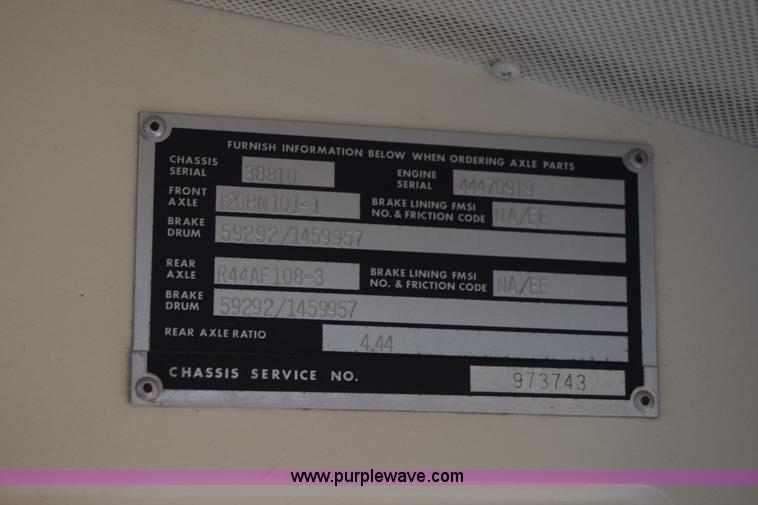 FURNISH INFORMATION BELOW WHEN ORDERING AXLE PARTS
CHASSIS SERIAL 38810 ENGINE SERIAL 44470919
FRONT AXLE 120BN101-1 BRAKE LINING FMSI NO. & FRICTION CODE NA/EE
BRAKE DRUM 59292/1459957
REAR AXLE R44AF108-3 BRAKE LINING FMSI NO. & FRICTION CODE NA/EE
BRAKE DRUM 59292/1459957
REAR AXLE RATIO 4.44
CHASSIS SERVICE NO. 973743
www.purplewave.com